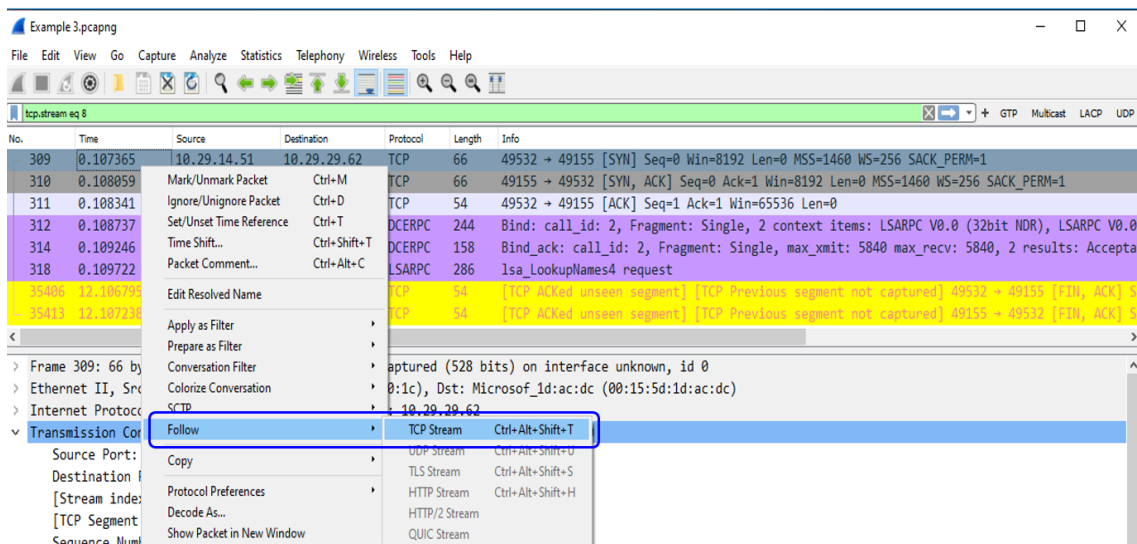 Example 3.pcapng
File Edit View Go Capture Analyze Statistics Telephony Wireless Tools Help
tcp.stream eq 8 + GTP Multicast LACP UDP
No. Time Source Destination Protocol Length Info
309 0.107365 10.29.14.51 10.29.29.62 TCP 66 49532 → 49155 [SYN] Seq=0 Win=8192 Len=0 MSS=1460 WS=256 SACK_PERM=1
310 0.108059 Mark/Unmark Packet Ctrl+M TCP 66 49155 → 49532 [SYN, ACK] Seq=0 Ack=1 Win=8192 Len=0 MSS=1460 WS=256 SACK_PERM=1
311 0.108341 Ignore/Unignore Packet Ctrl+D TCP 54 49532 → 49155 [ACK] Seq=1 Ack=1 Win=65536 Len=0
312 0.108737 Set/Unset Time Reference Ctrl+T DCERPC 244 Bind: call_id: 2, Fragment: Single, 2 context items: LSARPC V0.0 (32bit NDR), LSARPC V0.0
314 0.109246 Time Shift... Ctrl+Shift+T DCERPC 158 Bind_ack: call_id: 2, Fragment: Single, max_xmit: 5840 max_recv: 5840, 2 results: Accepta
318 0.109722 Packet Comment... Ctrl+Alt+C LSARPC 286 lsa_LookupNames4 request
35406 12.106795 Edit Resolved Name TCP 54 [TCP ACKed unseen segment] [TCP Previous segment not captured] 49532 → 49155 [FIN, ACK] S
35413 12.107238 TCP 54 [TCP ACKed unseen segment] [TCP Previous segment not captured] 49155 → 49532 [FIN, ACK] S
Apply as Filter
Prepare as Filter
Frame 309: 66 by Conversation Filter aptured (528 bits) on interface unknown, id 0
Ethernet II, Src Colorize Conversation 0:1c), Dst: Microsof_1d:ac:dc (00:15:5d:1d:ac:dc)
Internet Protoc SCTP : 10.29.29.62
Transmission Con Follow TCP Stream Ctrl+Alt+Shift+T
Source Port: UDP Stream Ctrl+Alt+Shift+U
Copy
Destination TLS Stream Ctrl+Alt+Shift+S
[Stream index Protocol Preferences HTTP Stream Ctrl+Alt+Shift+H
[TCP Segment Decode As... HTTP/2 Stream
Sequence Num Show Packet in New Window QUIC Stream